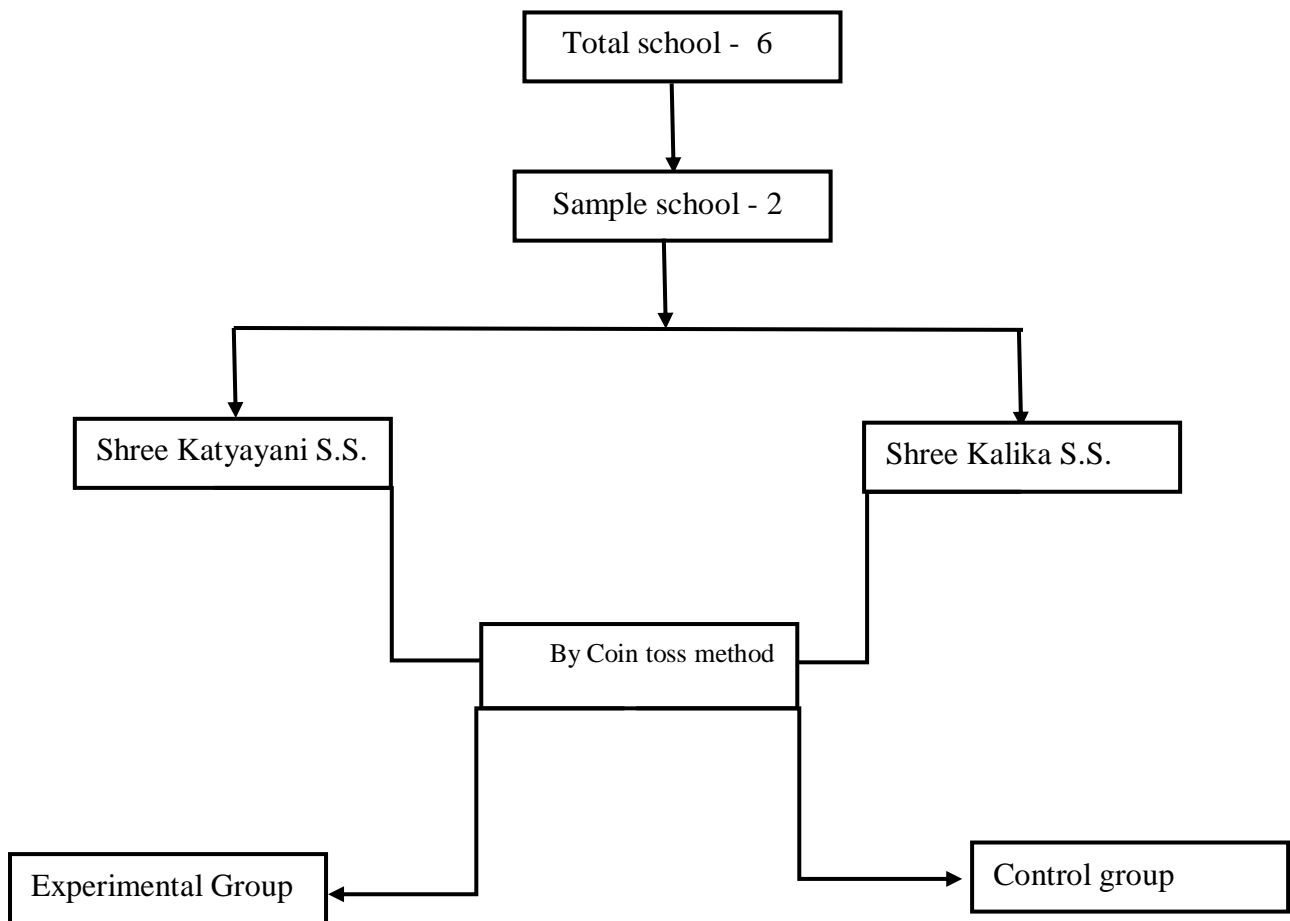 Total school - 6
Sample school - 2
Shree Katyayani S.S.
Shree Kalika S.S.
By Coin toss method
Experimental Group
Control group